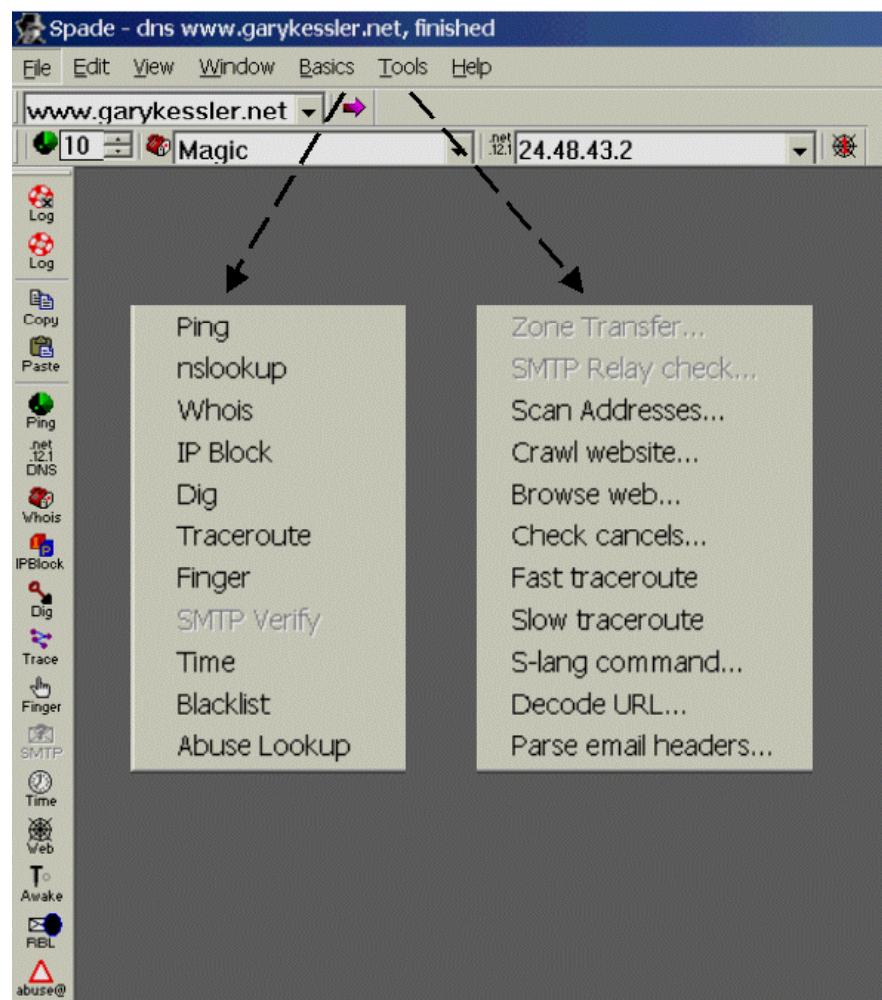 Spade - dns www.garykessler.net, finished
File Edit View Window Basics Tools Help
www.garykessler.net
10 Magic .net .12.1 24.48.43.2
Log
Log
Copy
Paste
Ping
.net
.12.1
DNS
Whois
IPBlock
Dig
Trace
Finger
SMTP
Time
Web
Awake
RBL
abuse@
Ping
nslookup
Whois
IP Block
Dig
Traceroute
Finger
SMTP Verify
Time
Blacklist
Abuse Lookup
Zone Transfer...
SMTP Relay check...
Scan Addresses...
Crawl website...
Browse web...
Check cancels...
Fast traceroute
Slow traceroute
S-lang command...
Decode URL...
Parse email headers...